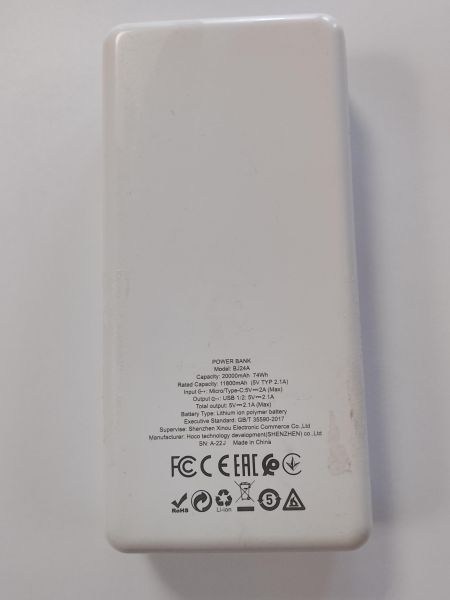 POWER BANK
Model: BJ24A
Capacity: 20000mAh 74Wh
Rated Capacity: 11800mAh (5V TYP 2.1A)
Input: Micro/Type-C:5V⎓2A (Max)
Output: USB 1/2: 5V⎓2.1A
Total output: 5V⎓2.1A (Max)
Battery Type: Lithium ion polymer battery
Executive Standard: GB/T 35590-2017
Supervise: Shenzhen Xinou Electronic Commerce Co.,Ltd
Manufacturer: Hoco technology development(SHENZHEN) co.,Ltd
SN: A-22J Made in China
FC CE EAC
RoHS Li-ion 5